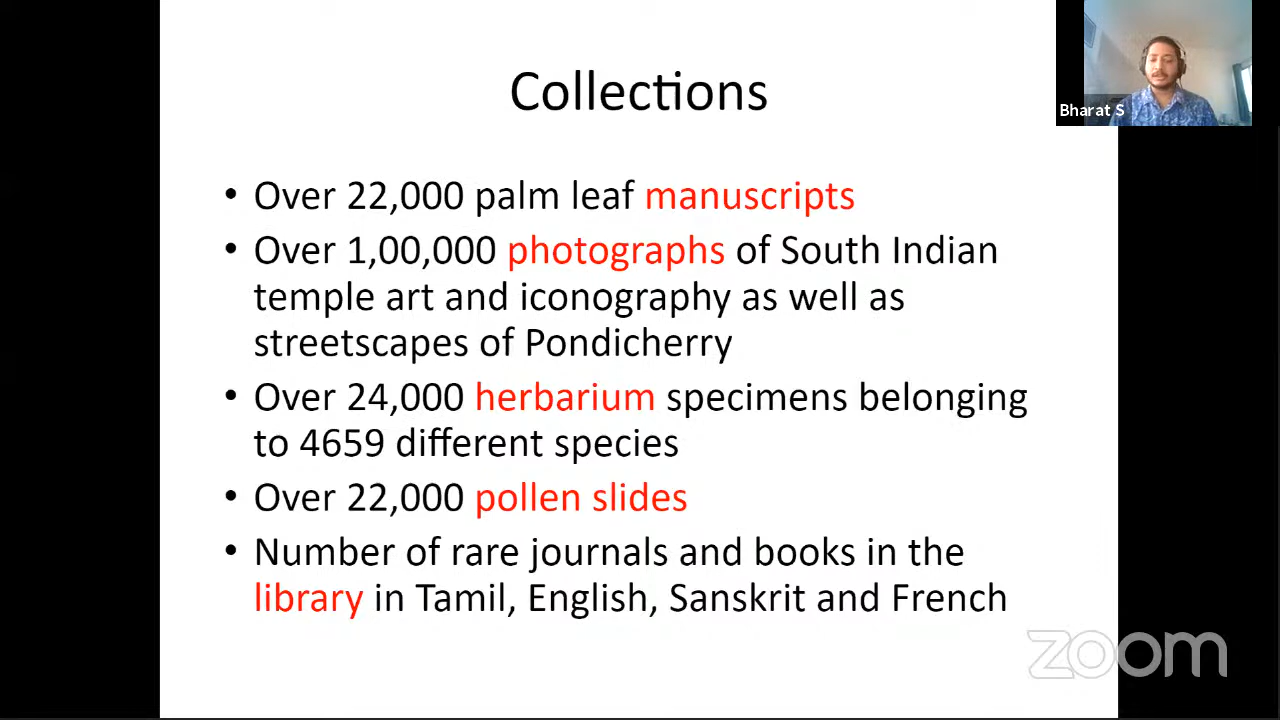 Collections
Bharat S
• Over 22,000 palm leaf manuscripts
• Over 1,00,000 photographs of South Indian
temple art and iconography as well as
streetscapes of Pondicherry
• Over 24,000 herbarium specimens belonging
to 4659 different species
• Over 22,000 pollen slides
• Number of rare journals and books in the
library in Tamil, English, Sanskrit and French
zoom